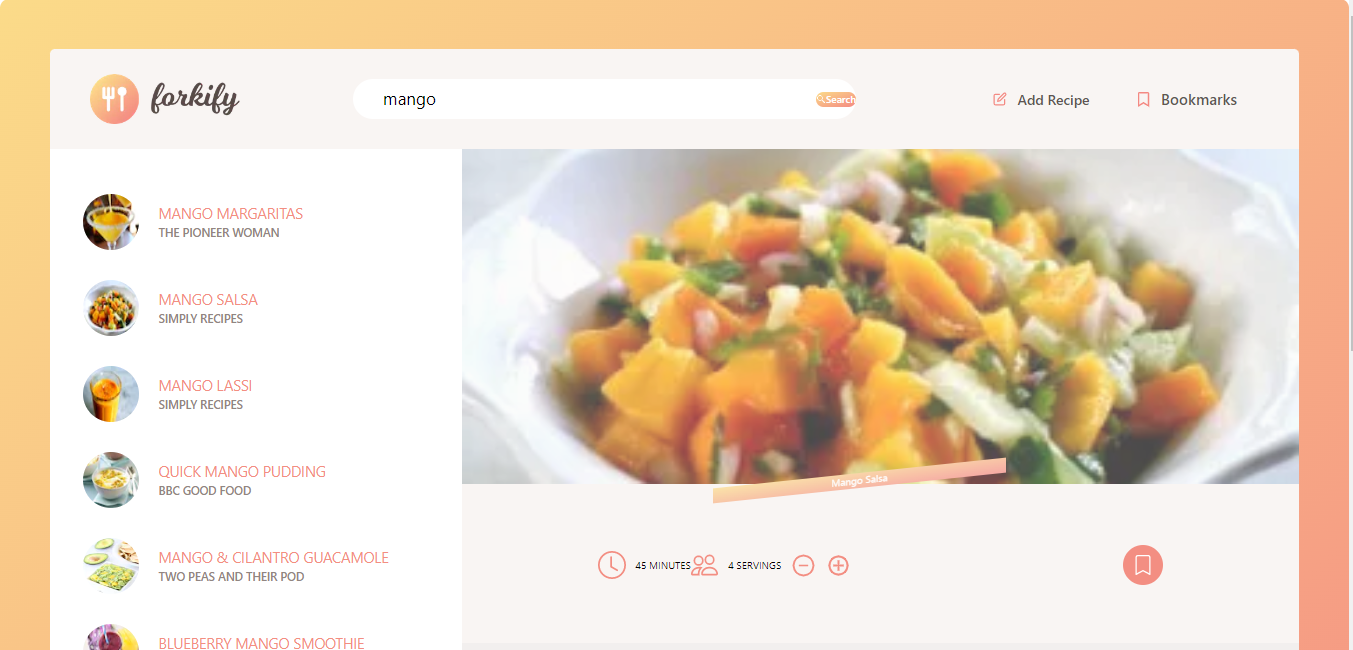 forkify
mango
Search
Add Recipe
Bookmarks
MANGO MARGARITAS
THE PIONEER WOMAN
MANGO SALSA
SIMPLY RECIPES
MANGO LASSI
SIMPLY RECIPES
QUICK MANGO PUDDING
BBC GOOD FOOD
MANGO & CILANTRO GUACAMOLE
TWO PEAS AND THEIR POD
BLUEBERRY MANGO SMOOTHIE
Mango Salsa
45 MINUTES
4 SERVINGS